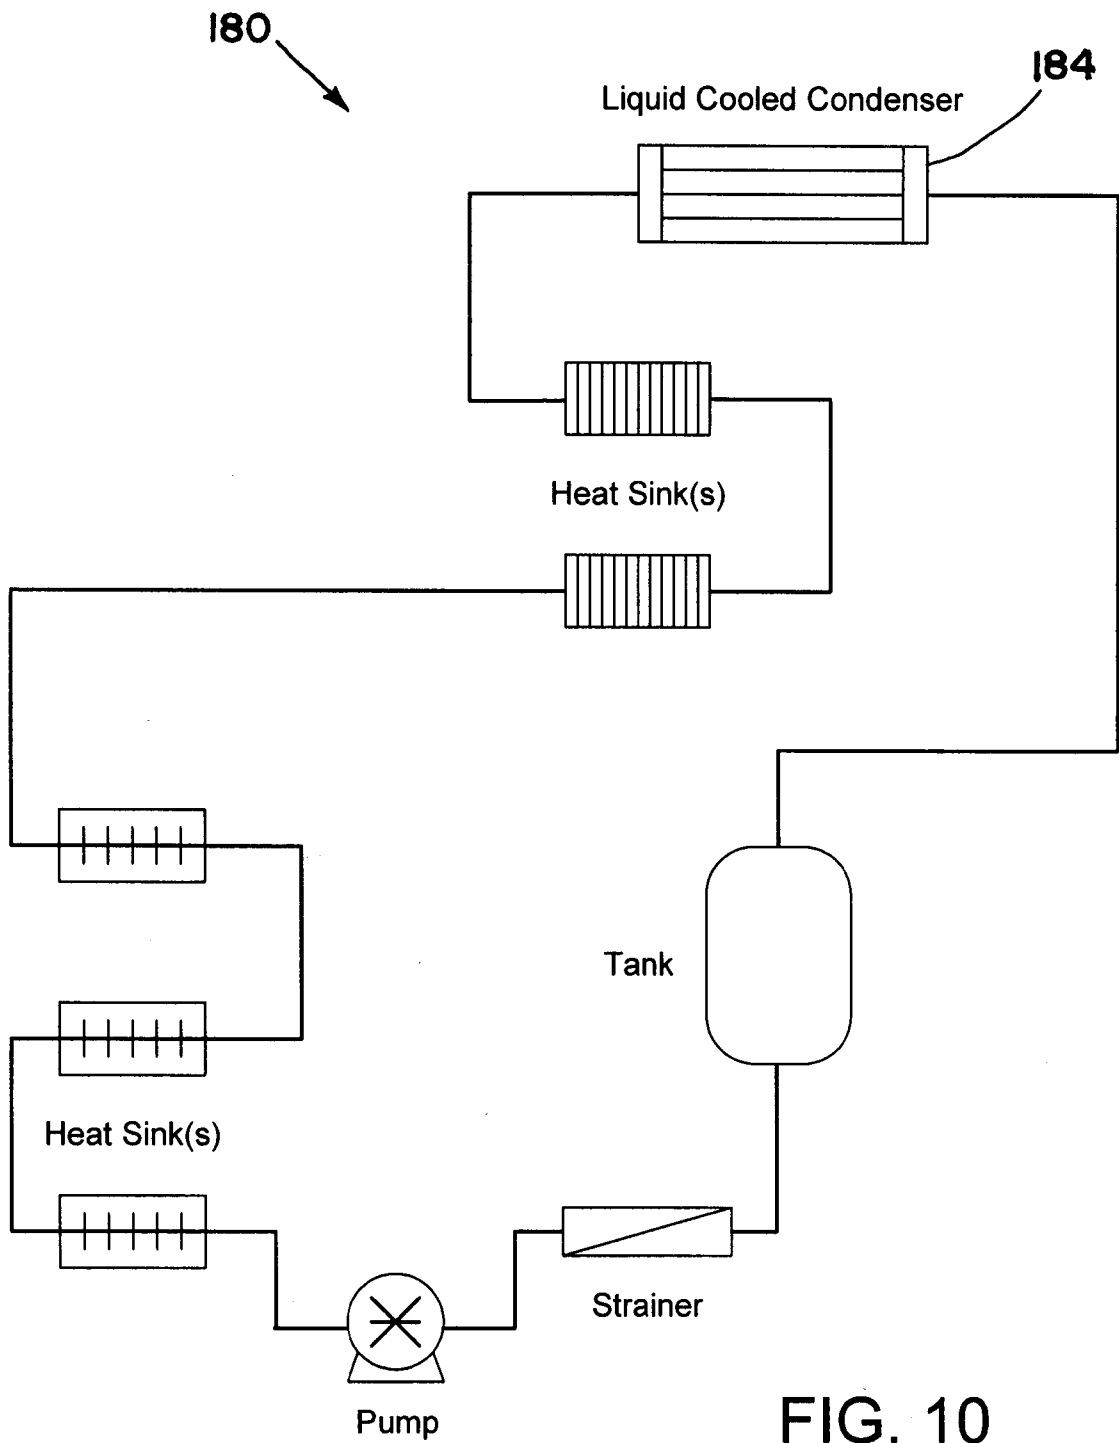 180
184
Liquid Cooled Condenser
Heat Sink(s)
Tank
Heat Sink(s)
Strainer
Pump
FIG. 10